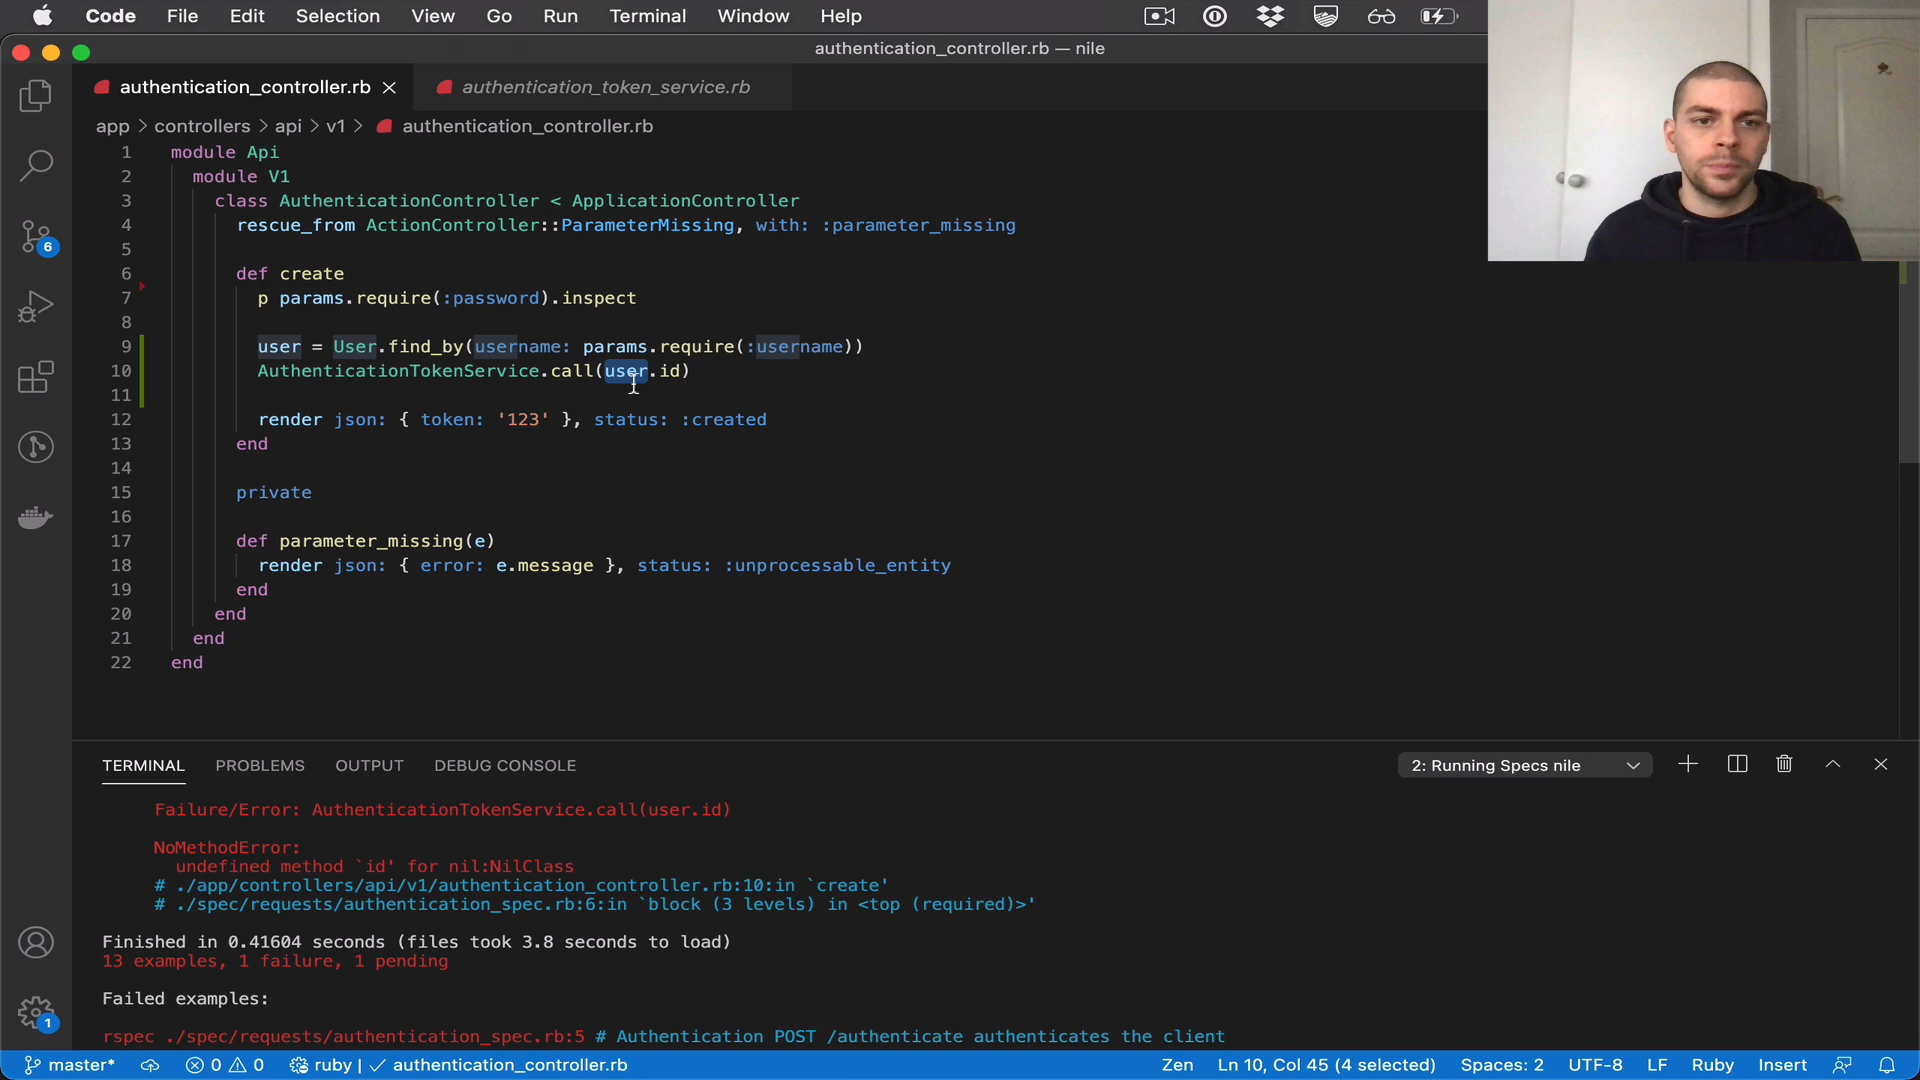 Code File Edit Selection View Go Run Terminal Window Help
authentication_controller.rb — nile
authentication_controller.rb
authentication_token_service.rb
app > controllers > api > v1 > authentication_controller.rb
1 module Api
2 module V1
3 class AuthenticationController < ApplicationController
4 rescue_from ActionController::ParameterMissing, with: :parameter_missing
5
6 def create
7 p params.require(:password).inspect
8
9 user = User.find_by(username: params.require(:username))
10 AuthenticationTokenService.call(user.id)
11
12 render json: { token: '123' }, status: :created
13 end
14
15 private
16
17 def parameter_missing(e)
18 render json: { error: e.message }, status: :unprocessable_entity
19 end
20 end
21 end
22 end
6
TERMINAL PROBLEMS OUTPUT DEBUG CONSOLE
2: Running Specs nile
Failure/Error: AuthenticationTokenService.call(user.id)
NoMethodError:
undefined method `id' for nil:NilClass
# ./app/controllers/api/v1/authentication_controller.rb:10:in `create'
# ./spec/requests/authentication_spec.rb:6:in `block (3 levels) in <top (required)>'
Finished in 0.41604 seconds (files took 3.8 seconds to load)
13 examples, 1 failure, 1 pending
Failed examples:
rspec ./spec/requests/authentication_spec.rb:5 # Authentication POST /authenticate authenticates the client
1
master* 0 0 ruby | ✓ authentication_controller.rb
Zen Ln 10, Col 45 (4 selected) Spaces: 2 UTF-8 LF Ruby Insert